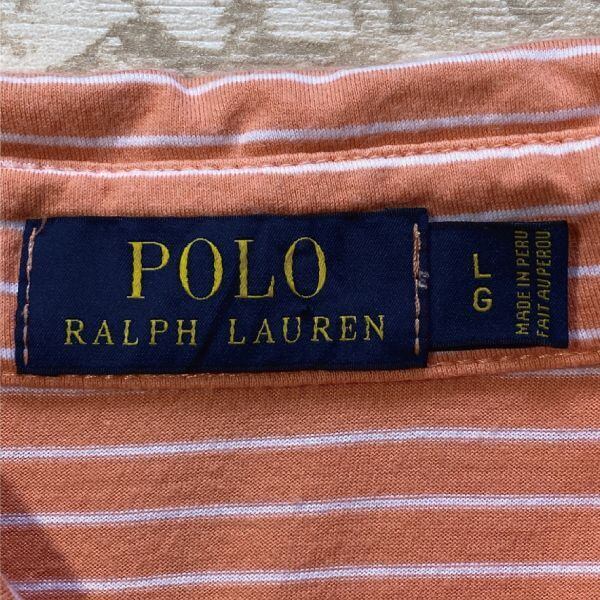 POLO
RALPH LAUREN
L
G
MADE IN PERU
FAIT AU PEROU